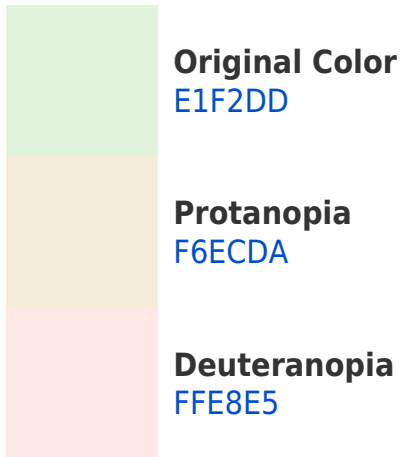 Original Color
E1F2DD
Protanopia
F6ECDA
Deuteranopia
FFE8E5